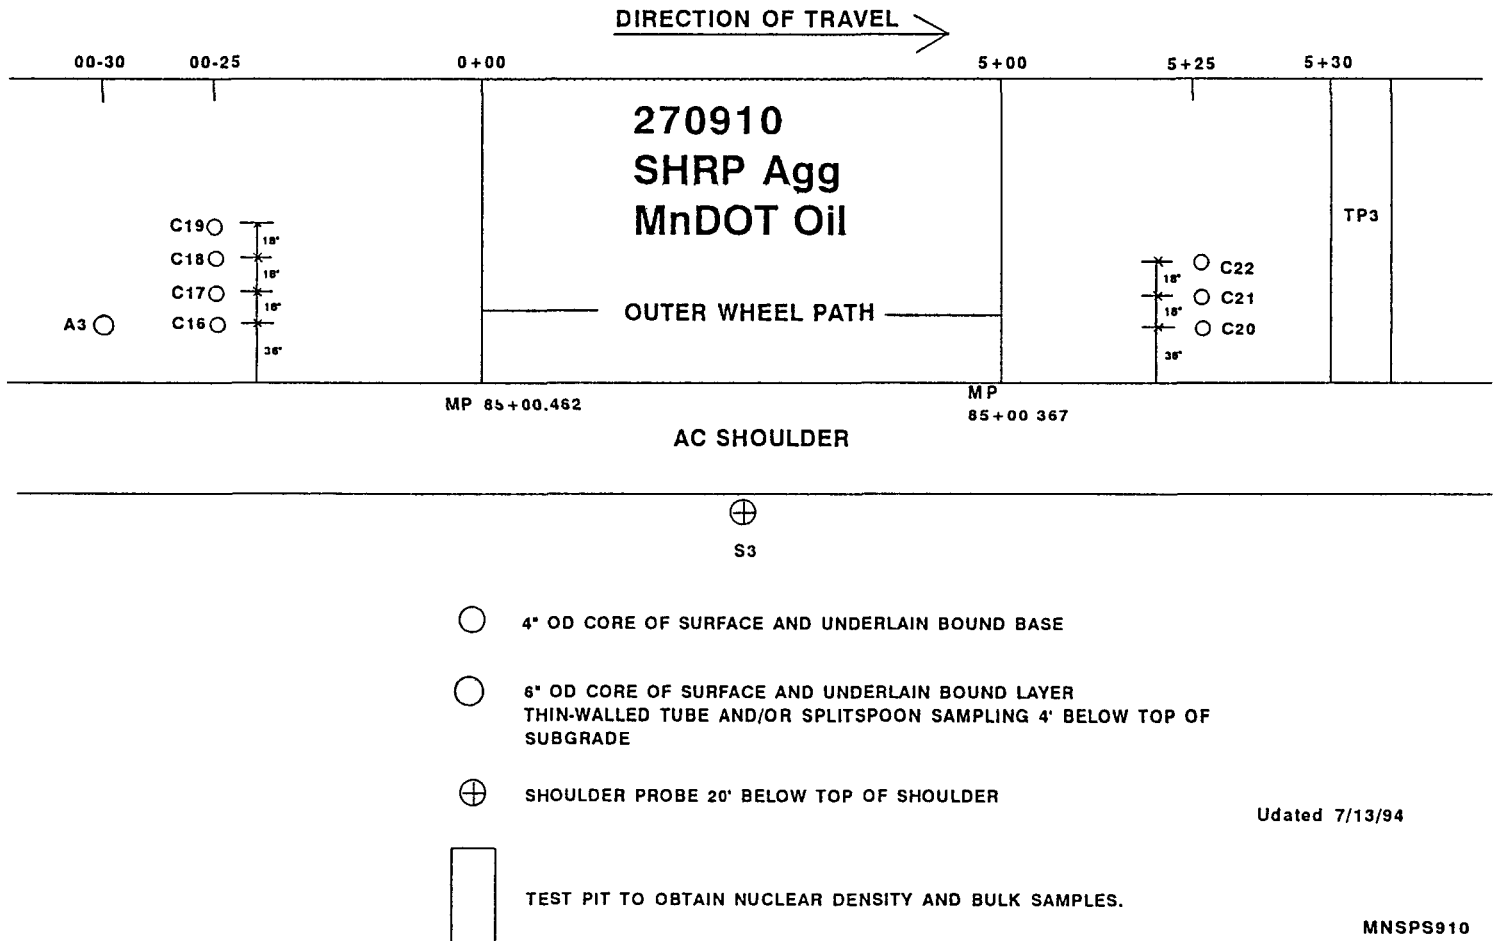 DIRECTION OF TRAVEL
00-30 00-25 0+00 5+00 5+25 5+30
270910
SHRP Agg
MnDOT Oil
TP3
C19
18"
C18
18"
C17
18"
A3 C16
36"
OUTER WHEEL PATH
C22
18"
C21
18"
C20
36"
MP 85+00.462
MP
85+00 367
AC SHOULDER
S3
4" OD CORE OF SURFACE AND UNDERLAIN BOUND BASE
6" OD CORE OF SURFACE AND UNDERLAIN BOUND LAYER
THIN-WALLED TUBE AND/OR SPLITSPOON SAMPLING 4' BELOW TOP OF
SUBGRADE
SHOULDER PROBE 20' BELOW TOP OF SHOULDER
Udated 7/13/94
TEST PIT TO OBTAIN NUCLEAR DENSITY AND BULK SAMPLES.
MNSPS910